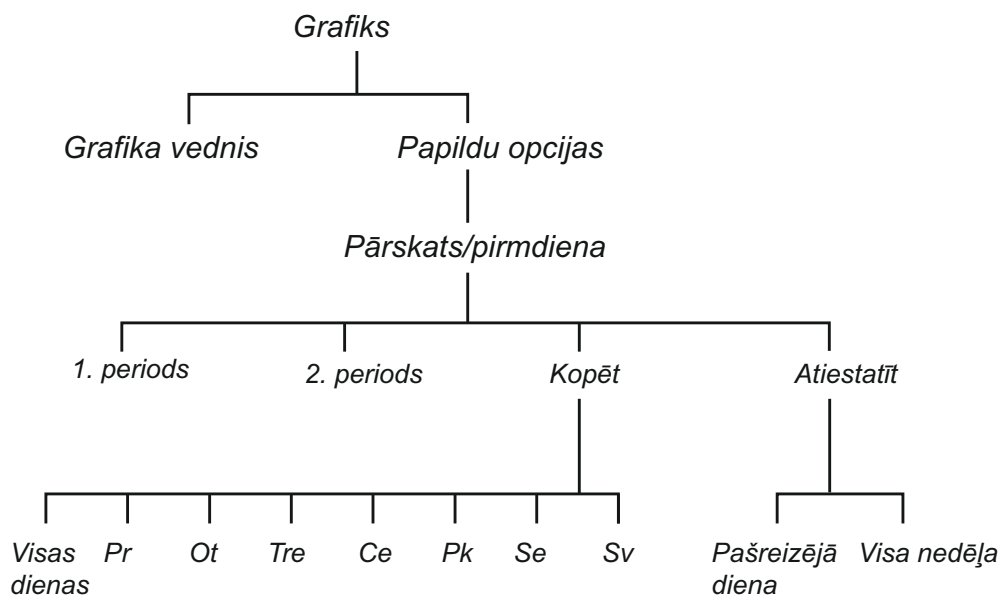 Grafiks
Grafika vednis
Papildu opcijas
Pārskats/pirmdiena
1. periods
2. periods
Kopēt
Atiestatīt
Visas
dienas
Pr
Ot
Tre
Ce
Pk
Se
Sv
Pašreizējā
diena
Visa nedēļa